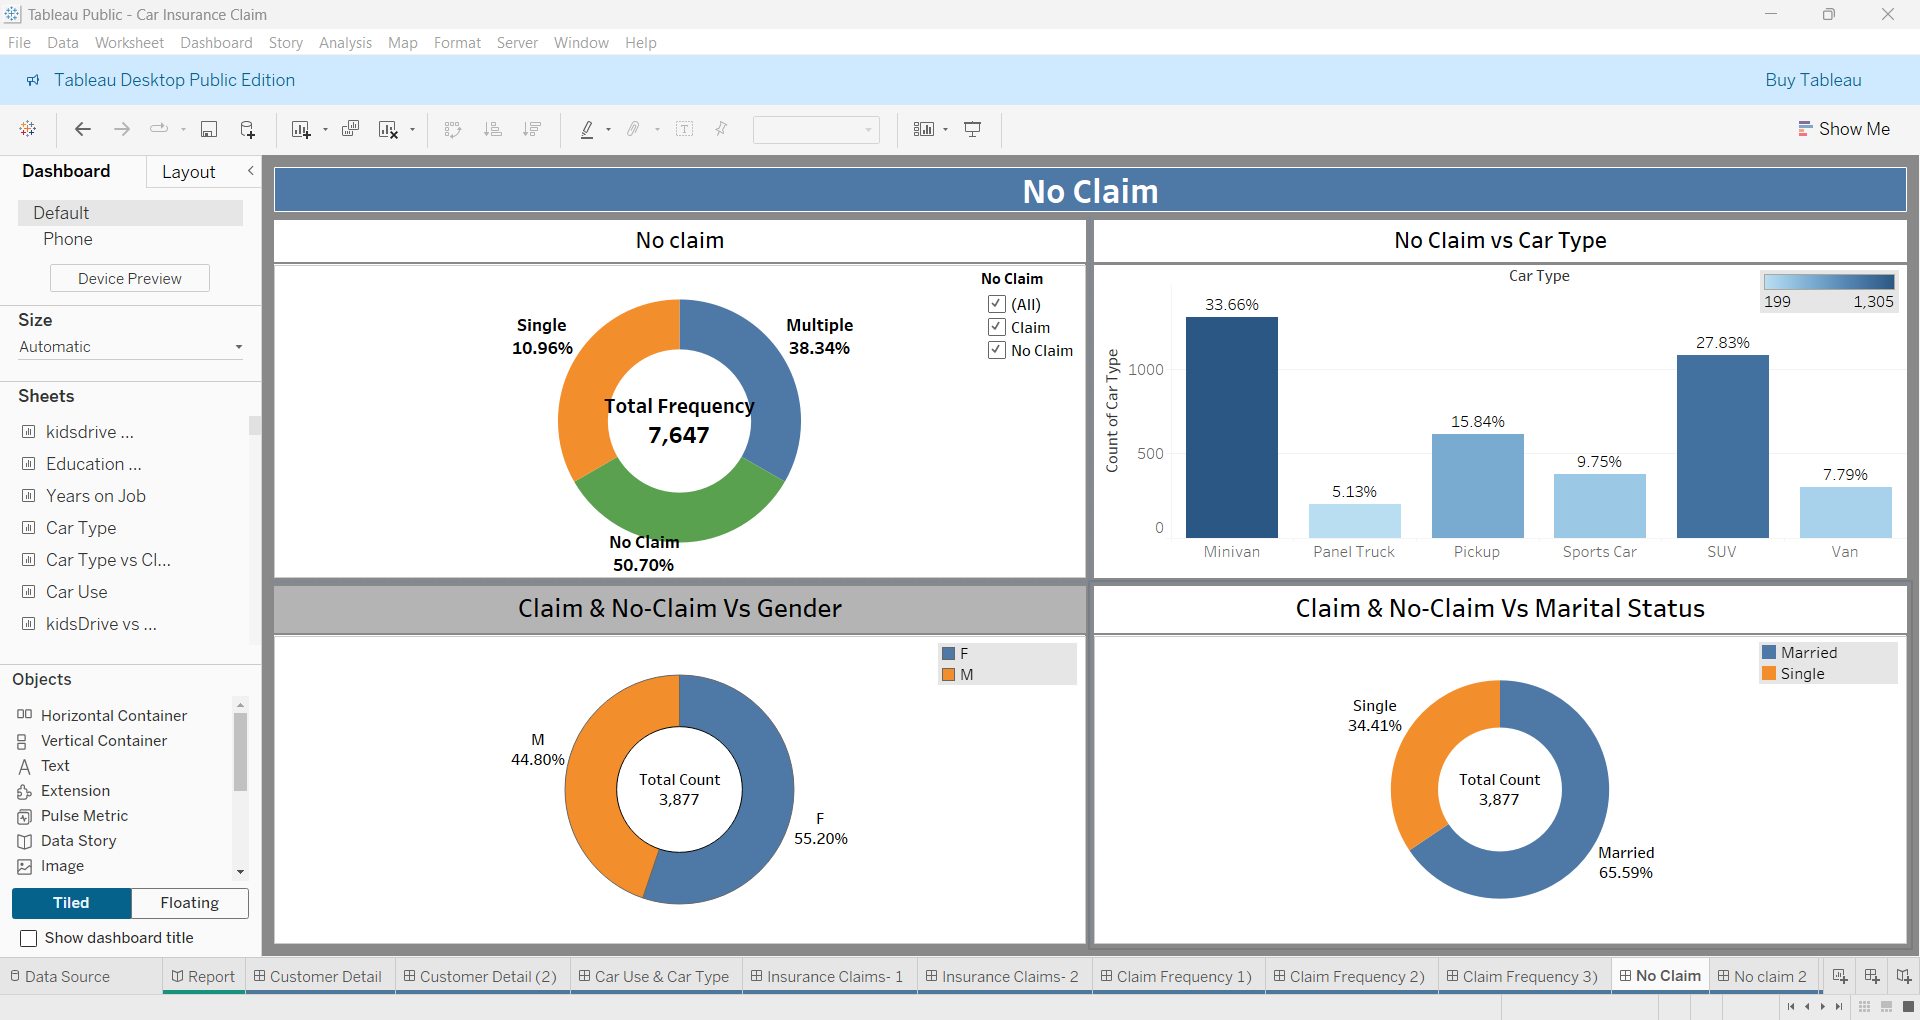 Tableau Public - Car Insurance Claim
File Data Worksheet Dashboard Story Analysis Map Format Server Window Help
Tableau Desktop Public Edition
Buy Tableau
Show Me
Dashboard
Layout
Default
Phone
Device Preview
Size
Automatic
Sheets
kidsdrive ...
Education ...
Years on Job
Car Type
Car Type vs Cl...
Car Use
kidsDrive vs ...
Objects
Horizontal Container
Vertical Container
Text
Extension
Pulse Metric
Data Story
Image
Tiled
Floating
Show dashboard title
No Claim
No claim
No Claim
(All)
Claim
No Claim
Single
10.96%
Multiple
38.34%
Total Frequency
7,647
No Claim
50.70%
No Claim vs Car Type
Car Type
199 1,305
Count of Car Type
1000
500
0
33.66%
5.13%
15.84%
9.75%
27.83%
7.79%
Minivan
Panel Truck
Pickup
Sports Car
SUV
Van
Claim & No-Claim Vs Gender
F
M
M
44.80%
Total Count
3,877
F
55.20%
Claim & No-Claim Vs Marital Status
Married
Single
Single
34.41%
Total Count
3,877
Married
65.59%
Data Source
Report
Customer Detail
Customer Detail (2)
Car Use & Car Type
Insurance Claims- 1
Insurance Claims- 2
Claim Frequency 1)
Claim Frequency 2)
Claim Frequency 3)
No Claim
No claim 2